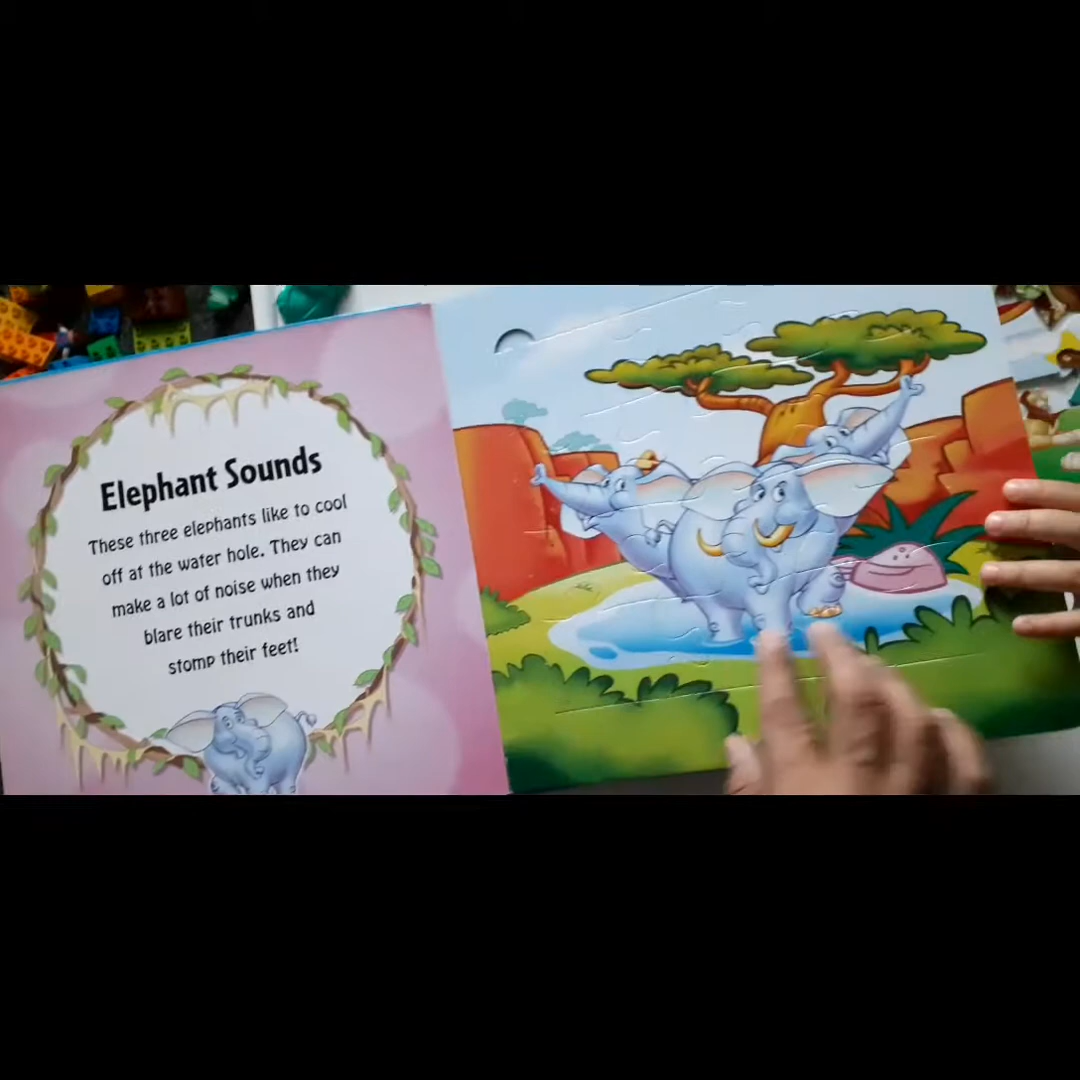 Elephant Sounds
These three elephants like to cool
off at the water hole. They can
make a lot of noise when they
blare their trunks and
stomp their feet!